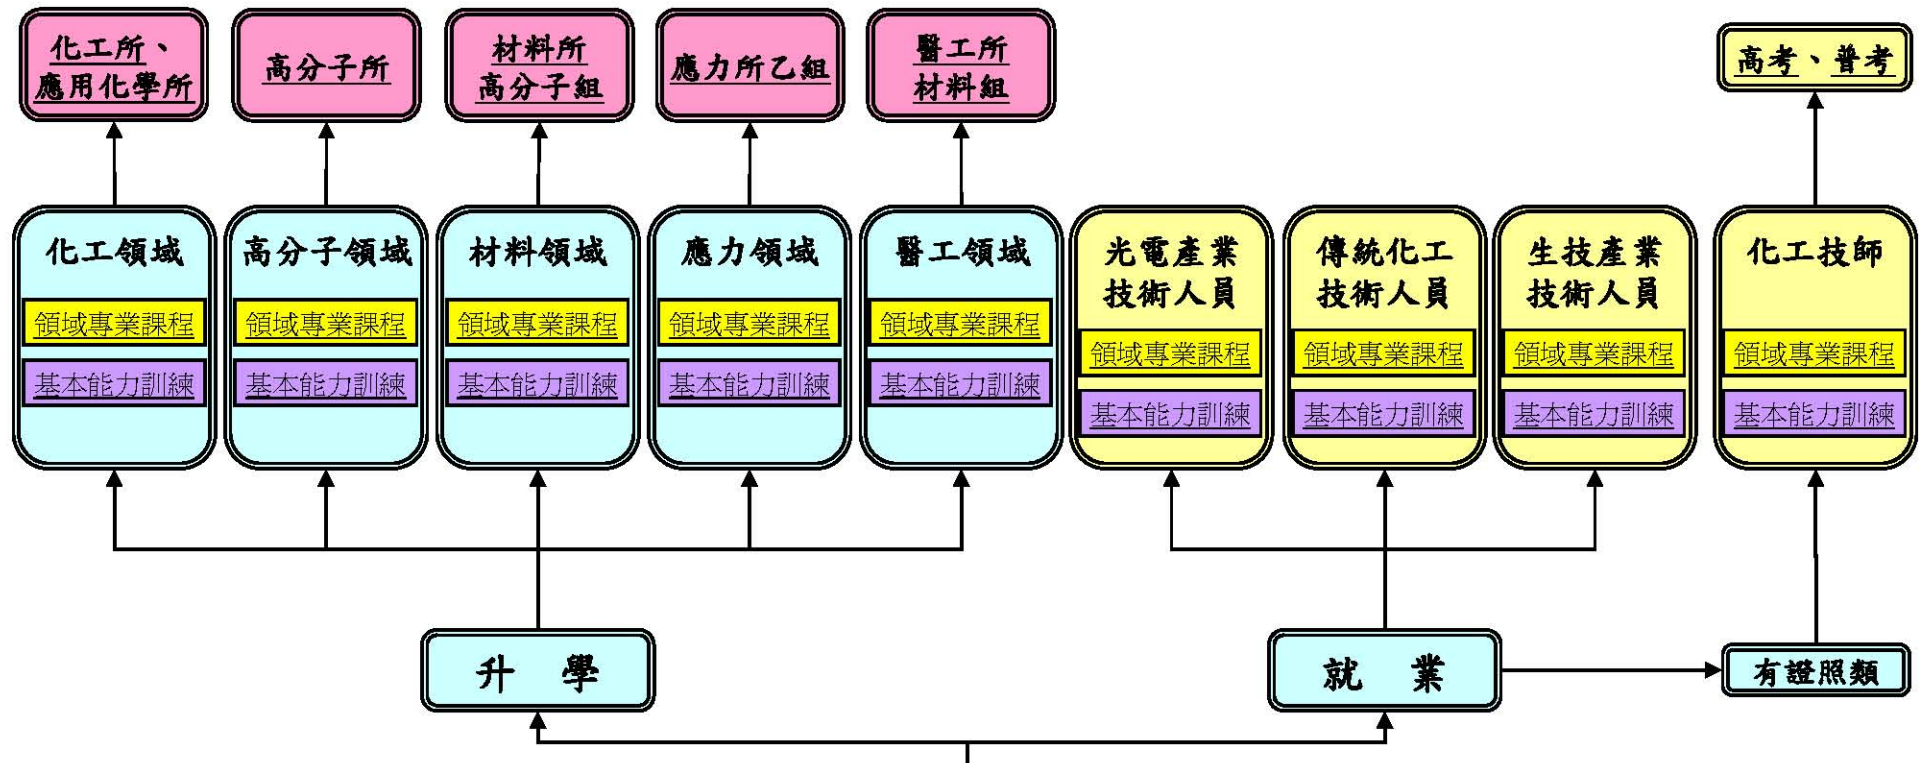 化工所、
應用化學所
高分子所
材料所
高分子組
應力所乙組
醫工所
材料組
高考、普考
化工領域
領域專業課程
基本能力訓練
高分子領域
領域專業課程
基本能力訓練
材料領域
領域專業課程
基本能力訓練
應力領域
領域專業課程
基本能力訓練
醫工領域
領域專業課程
基本能力訓練
光電產業
技術人員
領域專業課程
基本能力訓練
傳統化工
技術人員
領域專業課程
基本能力訓練
生技產業
技術人員
領域專業課程
基本能力訓練
化工技師
領域專業課程
基本能力訓練
升 學
就 業
有證照類